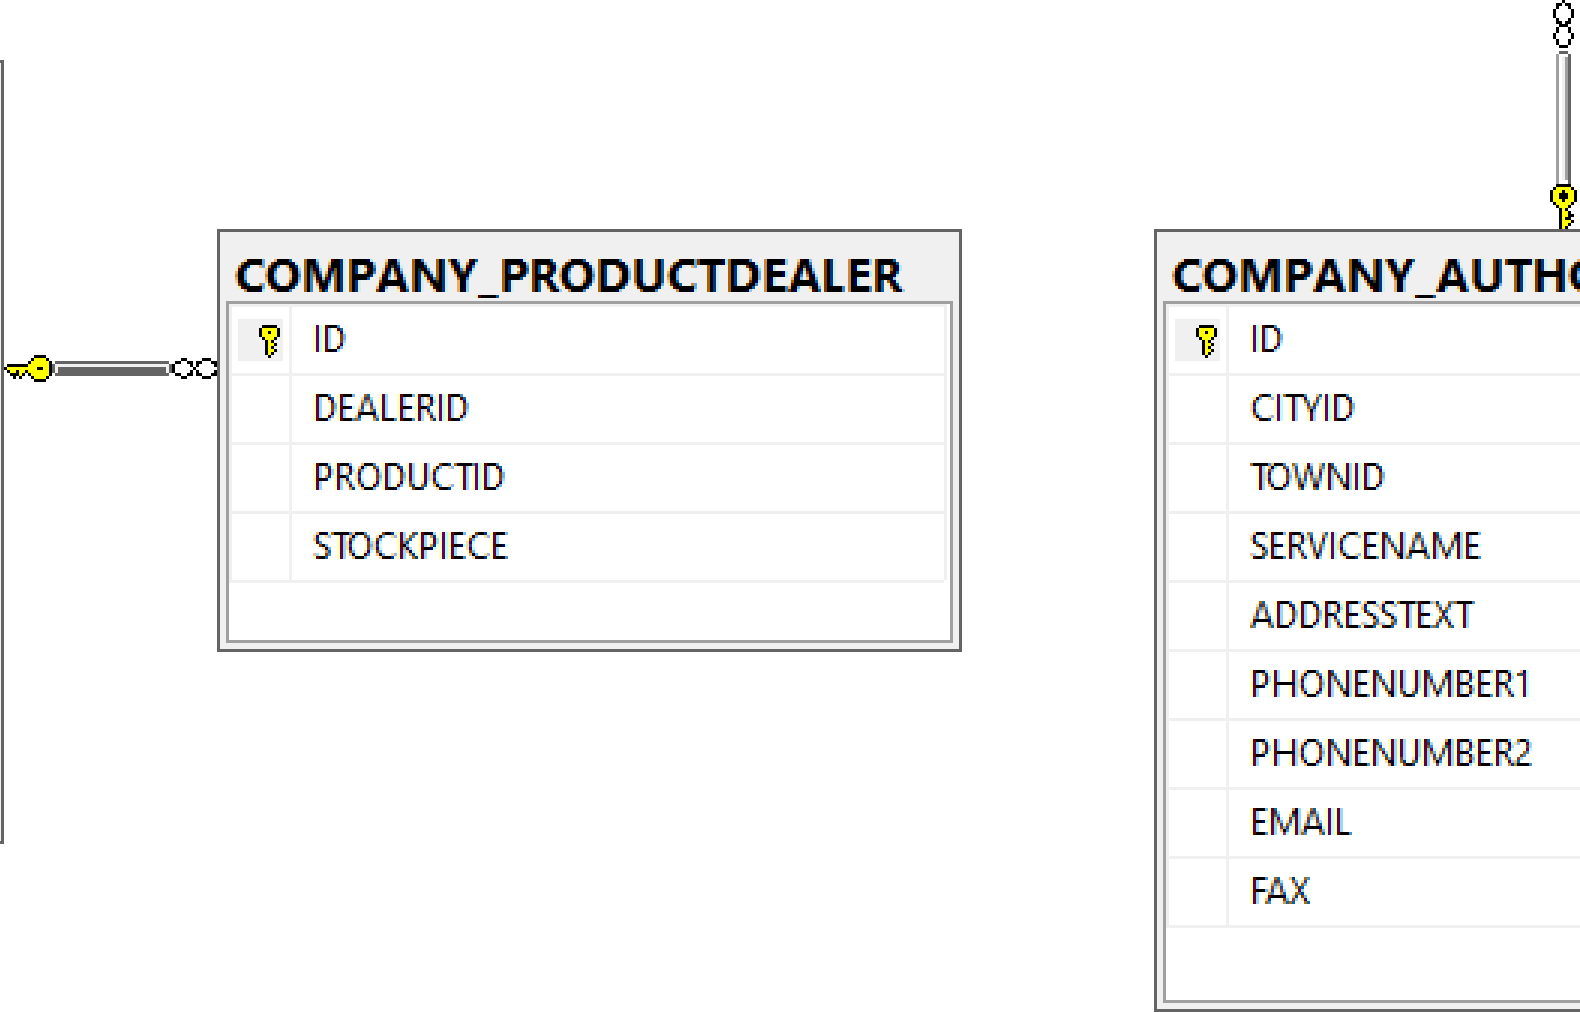 COMPANY_PRODUCTDEALER
ID
DEALERID
PRODUCTID
STOCKPIECE
ID
CITYID
TOWNID
SERVICENAME
ADDRESSTEXT
PHONENUMBER1
PHONENUMBER2
EMAIL
FAX